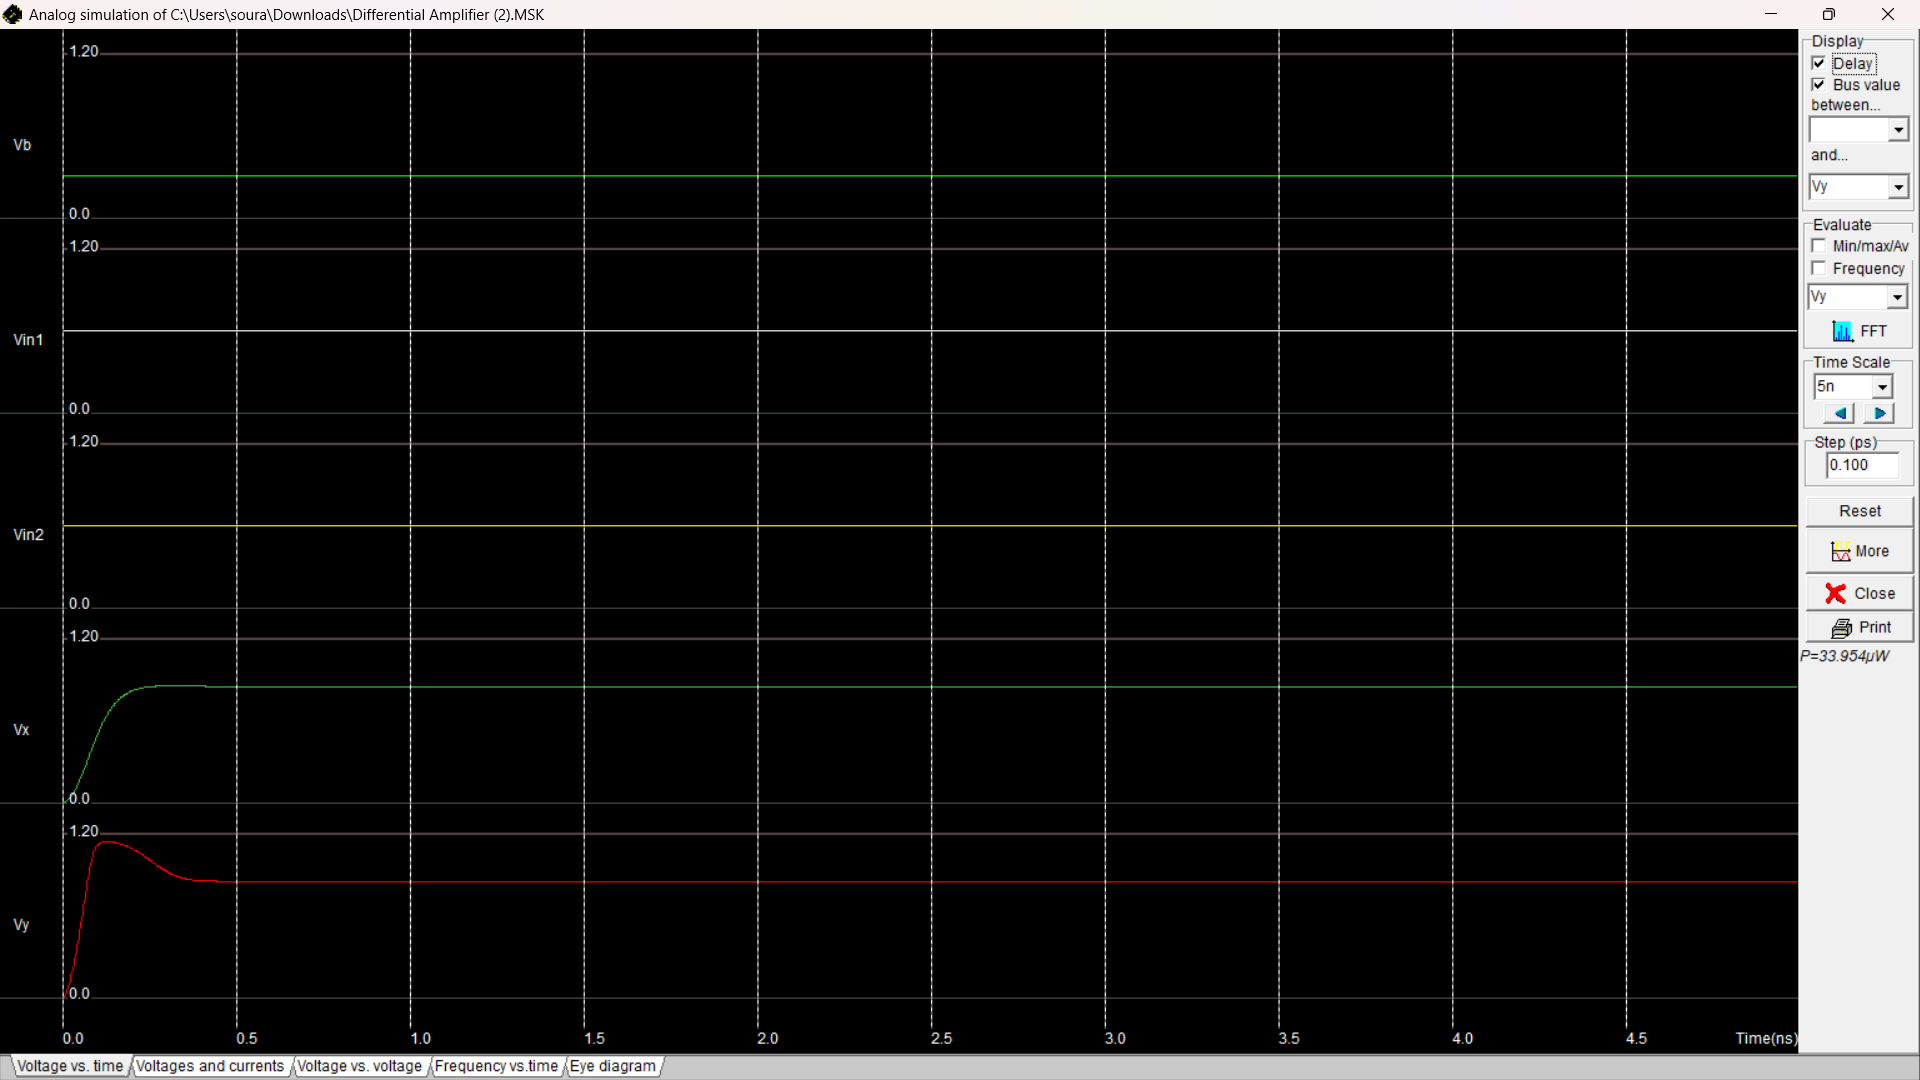 Analog simulation of C:\Users\soura\Downloads\Differential Amplifier (2).MSK
1.20
Vb
0.0
1.20
Vin1
0.0
1.20
Vin2
0.0
1.20
Vx
0.0
1.20
Vy
0.0
0.0 0.5 1.0 1.5 2.0 2.5 3.0 3.5 4.0 4.5 Time(ns)
Voltage vs. time Voltages and currents Voltage vs. voltage Frequency vs.time Eye diagram
Display
Delay
Bus value
between...
and...
Vy
Evaluate
Min/max/Av
Frequency
Vy
FFT
Time Scale
5n
Step (ps)
0.100
Reset
More
Close
Print
P=33.954µW